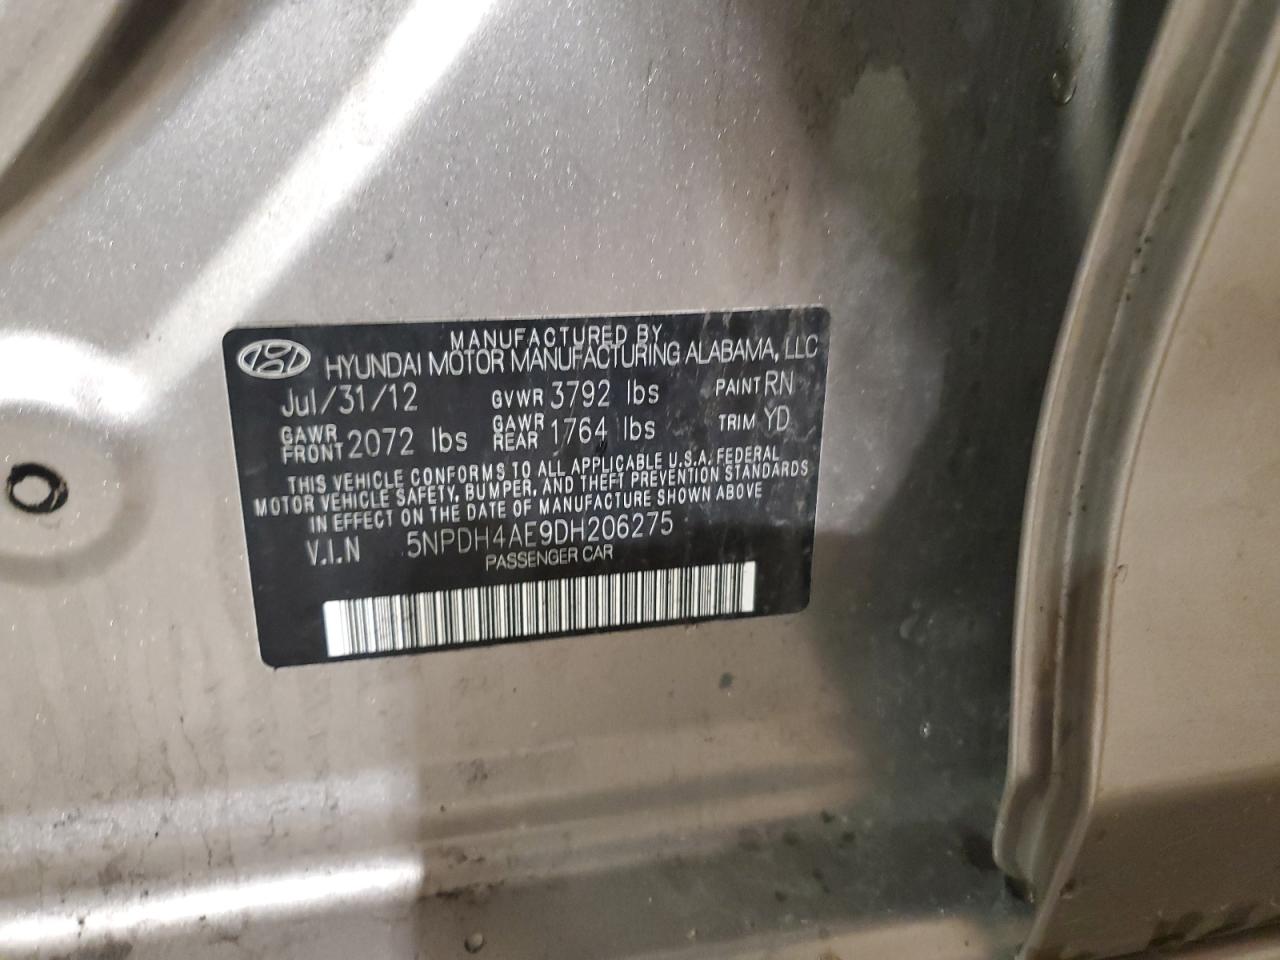 MANUFACTURED BY
HYUNDAI MOTOR MANUFACTURING ALABAMA, LLC
Jul/31/12 GVWR 3792 lbs PAINT RN
GAWR FRONT 2072 lbs GAWR REAR 1764 lbs TRIM YD
THIS VEHICLE CONFORMS TO ALL APPLICABLE U.S.A. FEDERAL
MOTOR VEHICLE SAFETY, BUMPER, AND THEFT PREVENTION STANDARDS
IN EFFECT ON THE DATE OF MANUFACTURE SHOWN ABOVE
V.I.N 5NPDH4AE9DH206275
PASSENGER CAR